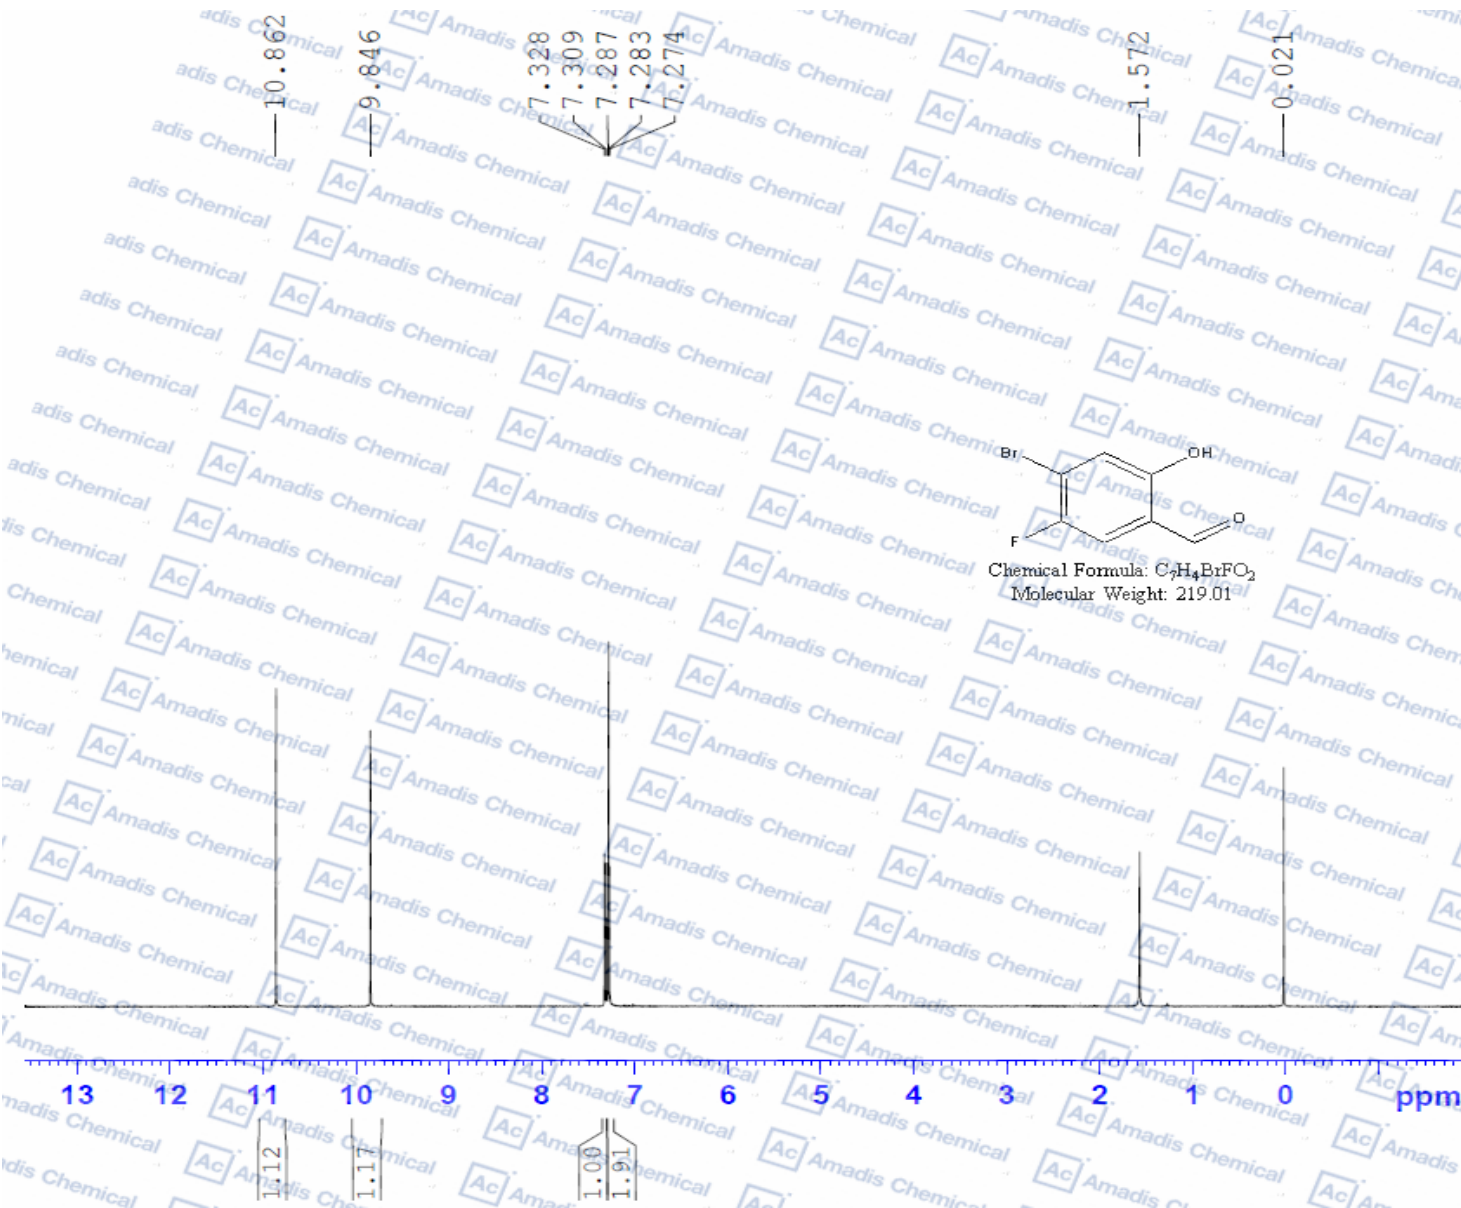 10.862
9.846
7.328
7.309
7.287
7.283
7.274
1.572
0.021
Br
OH
F
O
Chemical Formula: C₇H₄BrFO₂
Molecular Weight: 219.01
13 12 11 10 9 8 7 6 5 4 3 2 1 0 ppm
1.12
1.17
1.00
1.91
Ac Amadis Chemical